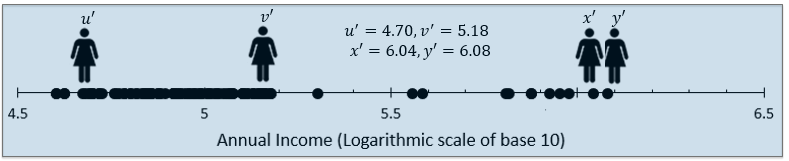 u′ v′ x′ y′
u′ = 4.70, v′ = 5.18
x′ = 6.04, y′ = 6.08
4.5 5 5.5 6.5
Annual Income (Logarithmic scale of base 10)